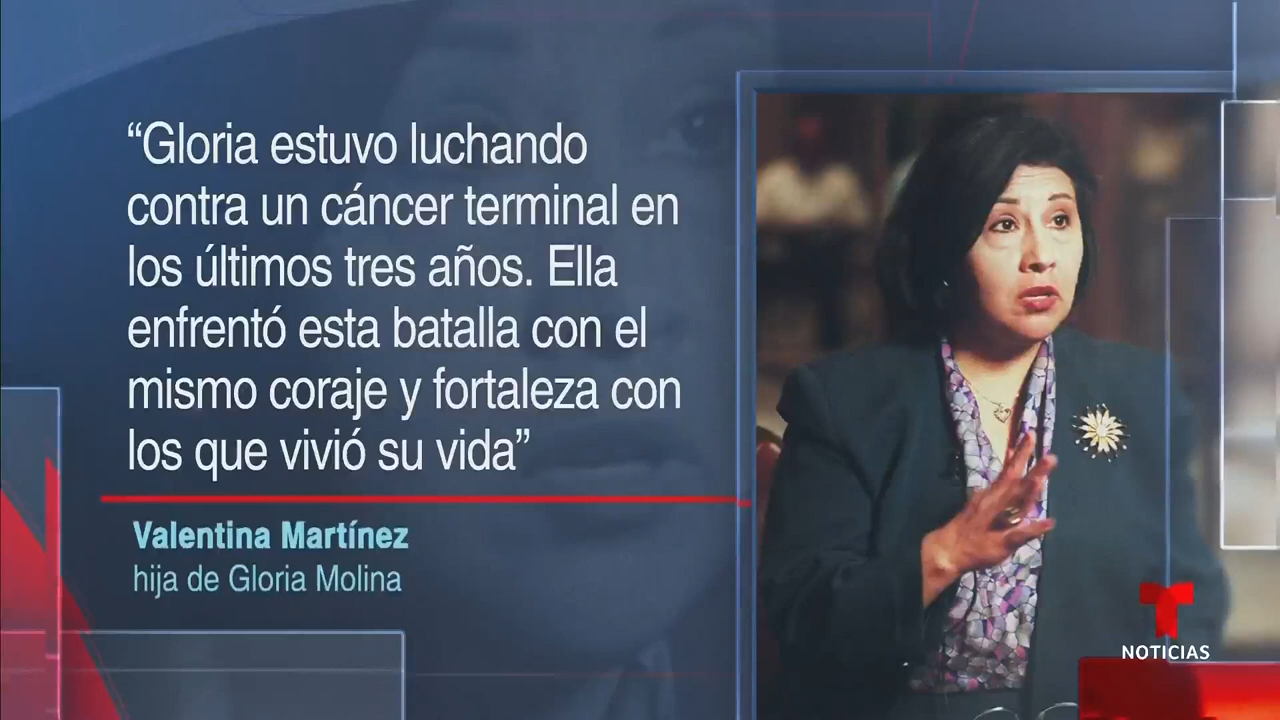 “Gloria estuvo luchando
contra un cáncer terminal en
los últimos tres años. Ella
enfrentó esta batalla con el
mismo coraje y fortaleza con
los que vivió su vida”
Valentina Martínez
hija de Gloria Molina
NOTICIAS